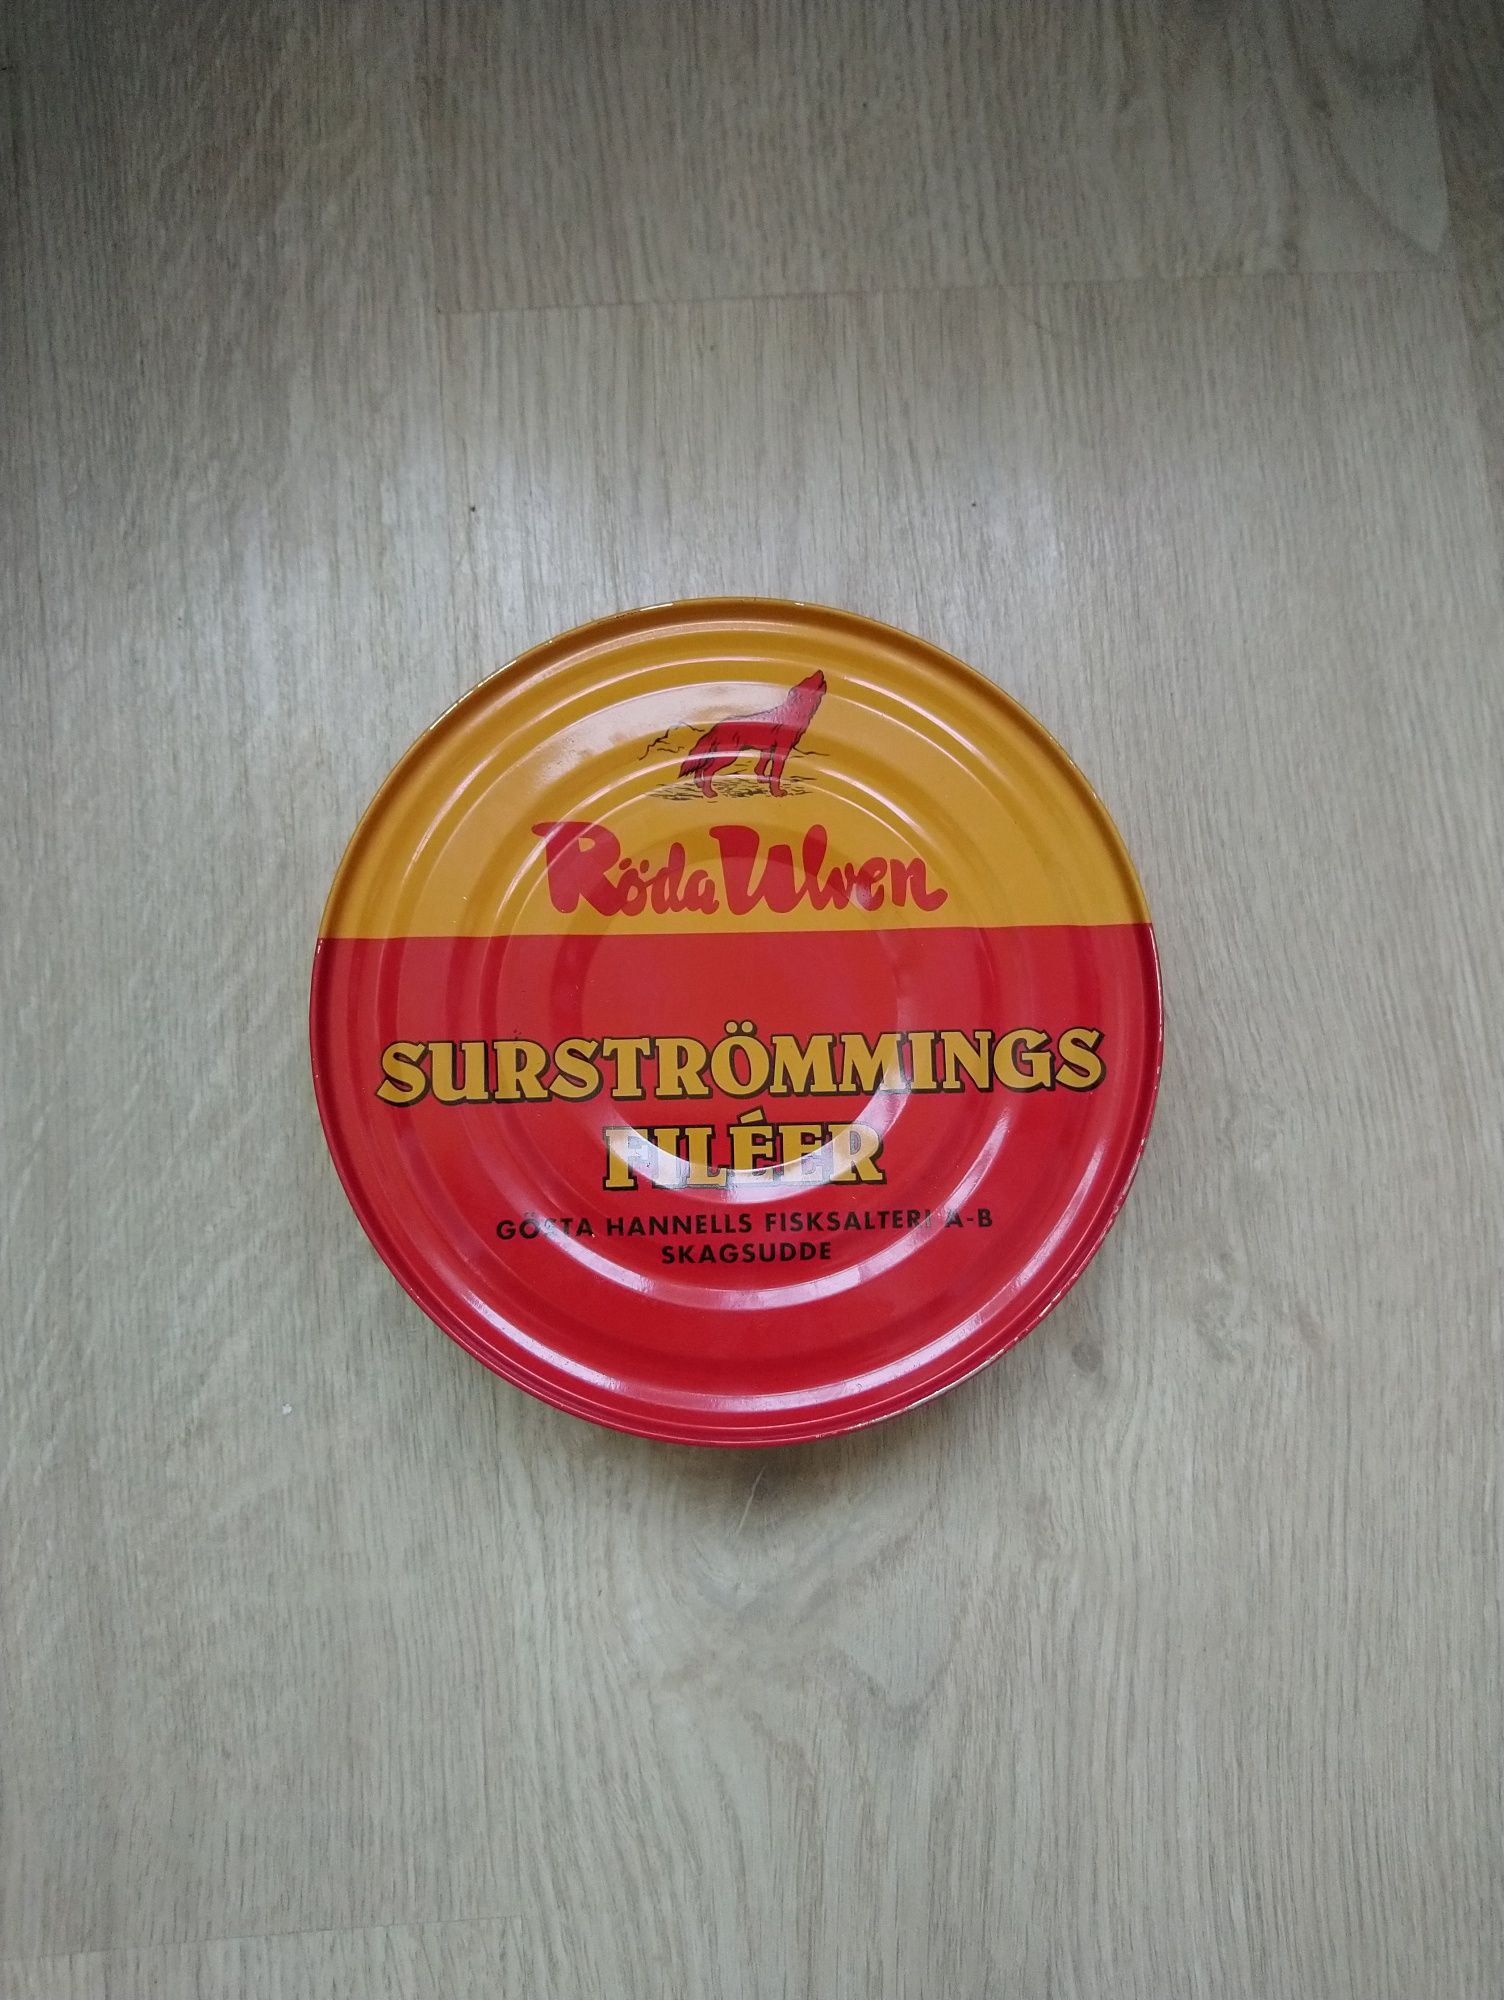 Röda Ulven
SURSTRÖMMINGS
FILÉER
GÖSTA HANNELLS FISKSALTERI A-B
SKAGSUDDE